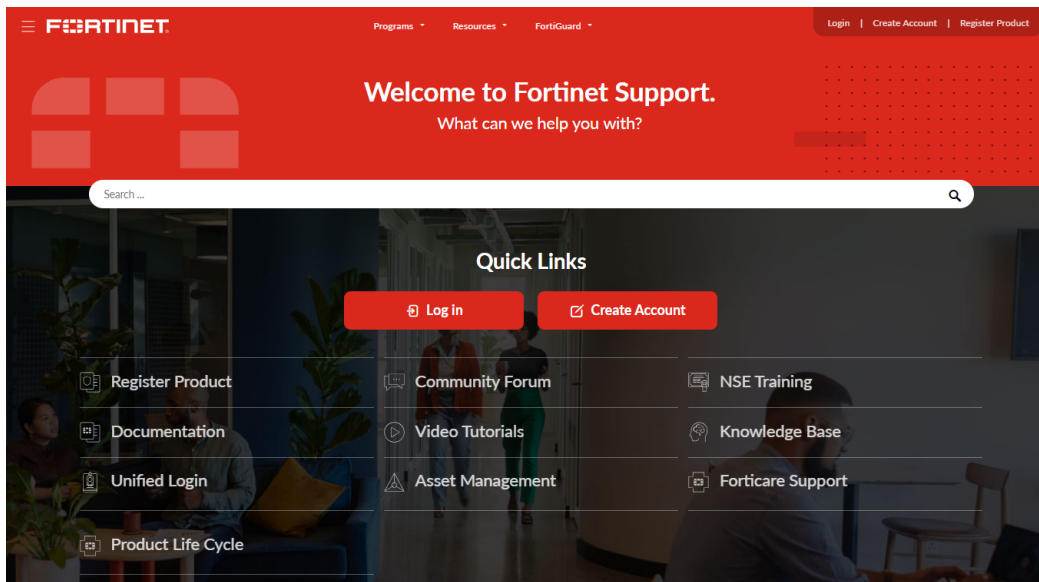 FORTINET
Programs Resources FortiGuard
Login | Create Account | Register Product
Welcome to Fortinet Support.
What can we help you with?
Search ...
Quick Links
Log in Create Account
Register Product Community Forum NSE Training
Documentation Video Tutorials Knowledge Base
Unified Login Asset Management Forticare Support
Product Life Cycle